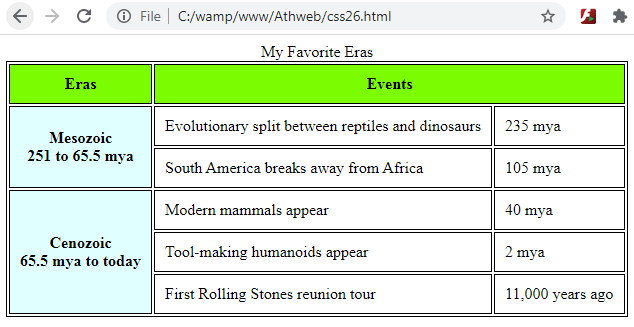 File | C:/wamp/www/Athweb/css26.html
My Favorite Eras
Eras Events
Mesozoic
251 to 65.5 mya
Evolutionary split between reptiles and dinosaurs 235 mya
South America breaks away from Africa 105 mya
Cenozoic
65.5 mya to today
Modern mammals appear 40 mya
Tool-making humanoids appear 2 mya
First Rolling Stones reunion tour 11,000 years ago